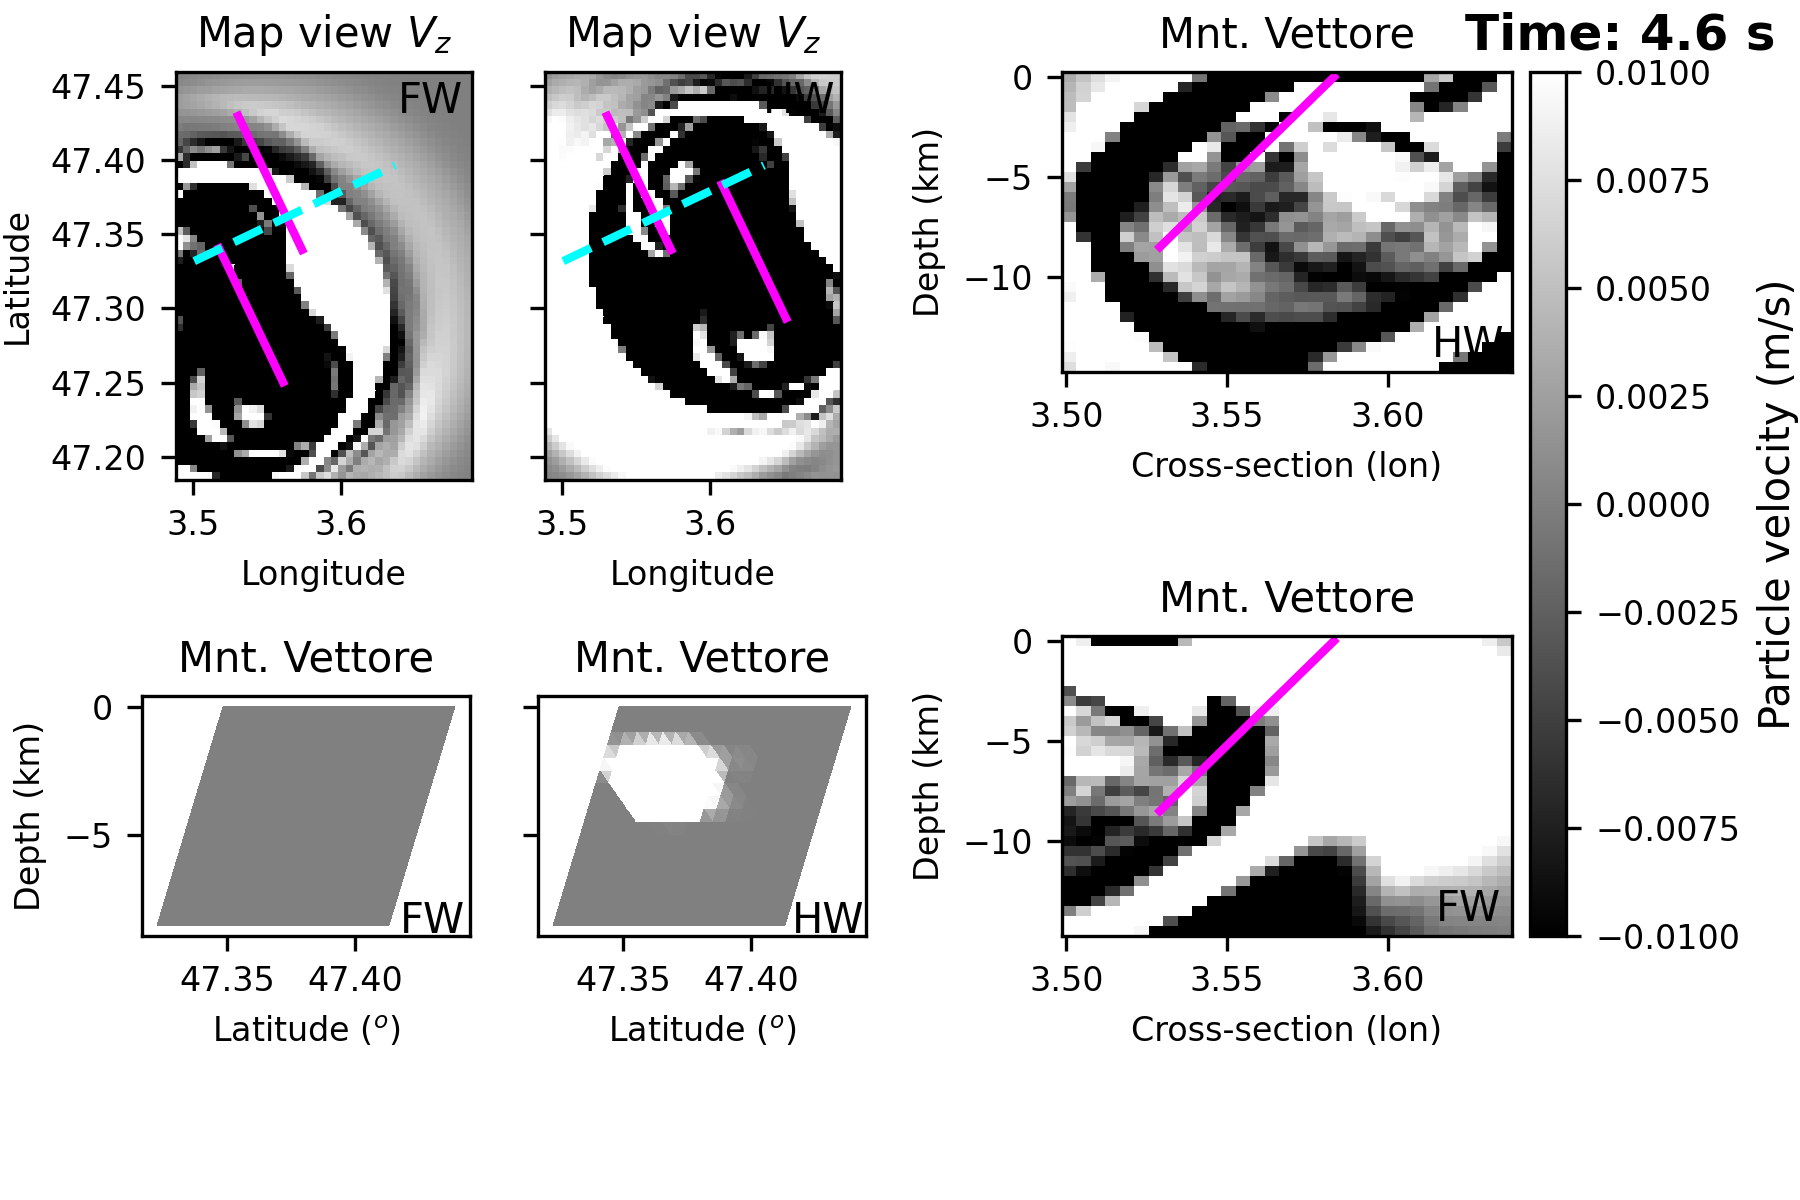 Map view Vz
Map view Vz
Mnt. Vettore
Time: 4.6 s
FW
HW
HW
47.45
47.40
47.35
47.30
47.25
47.20
Latitude
3.5
3.6
Longitude
3.5
3.6
Longitude
0
−5
−10
Depth (km)
3.50
3.55
3.60
Cross-section (lon)
0.0100
0.0075
0.0050
0.0025
0.0000
−0.0025
−0.0050
−0.0075
−0.0100
Particle velocity (m/s)
Mnt. Vettore
Mnt. Vettore
Mnt. Vettore
0
−5
Depth (km)
FW
47.35
47.40
Latitude (o)
HW
47.35
47.40
Latitude (o)
0
−5
−10
Depth (km)
FW
3.50
3.55
3.60
Cross-section (lon)